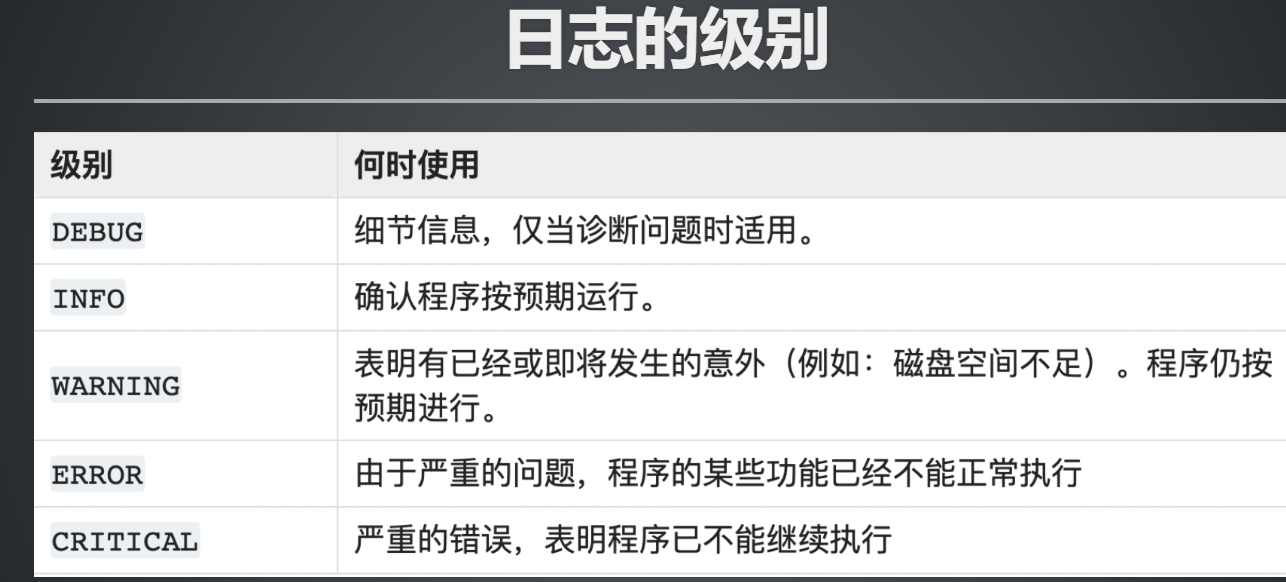 日志的级别
级别 何时使用
DEBUG 细节信息，仅当诊断问题时适用。
INFO 确认程序按预期运行。
WARNING 表明有已经或即将发生的意外（例如：磁盘空间不足）。程序仍按
预期进行。
ERROR 由于严重的问题，程序的某些功能已经不能正常执行
CRITICAL 严重的错误，表明程序已不能继续执行